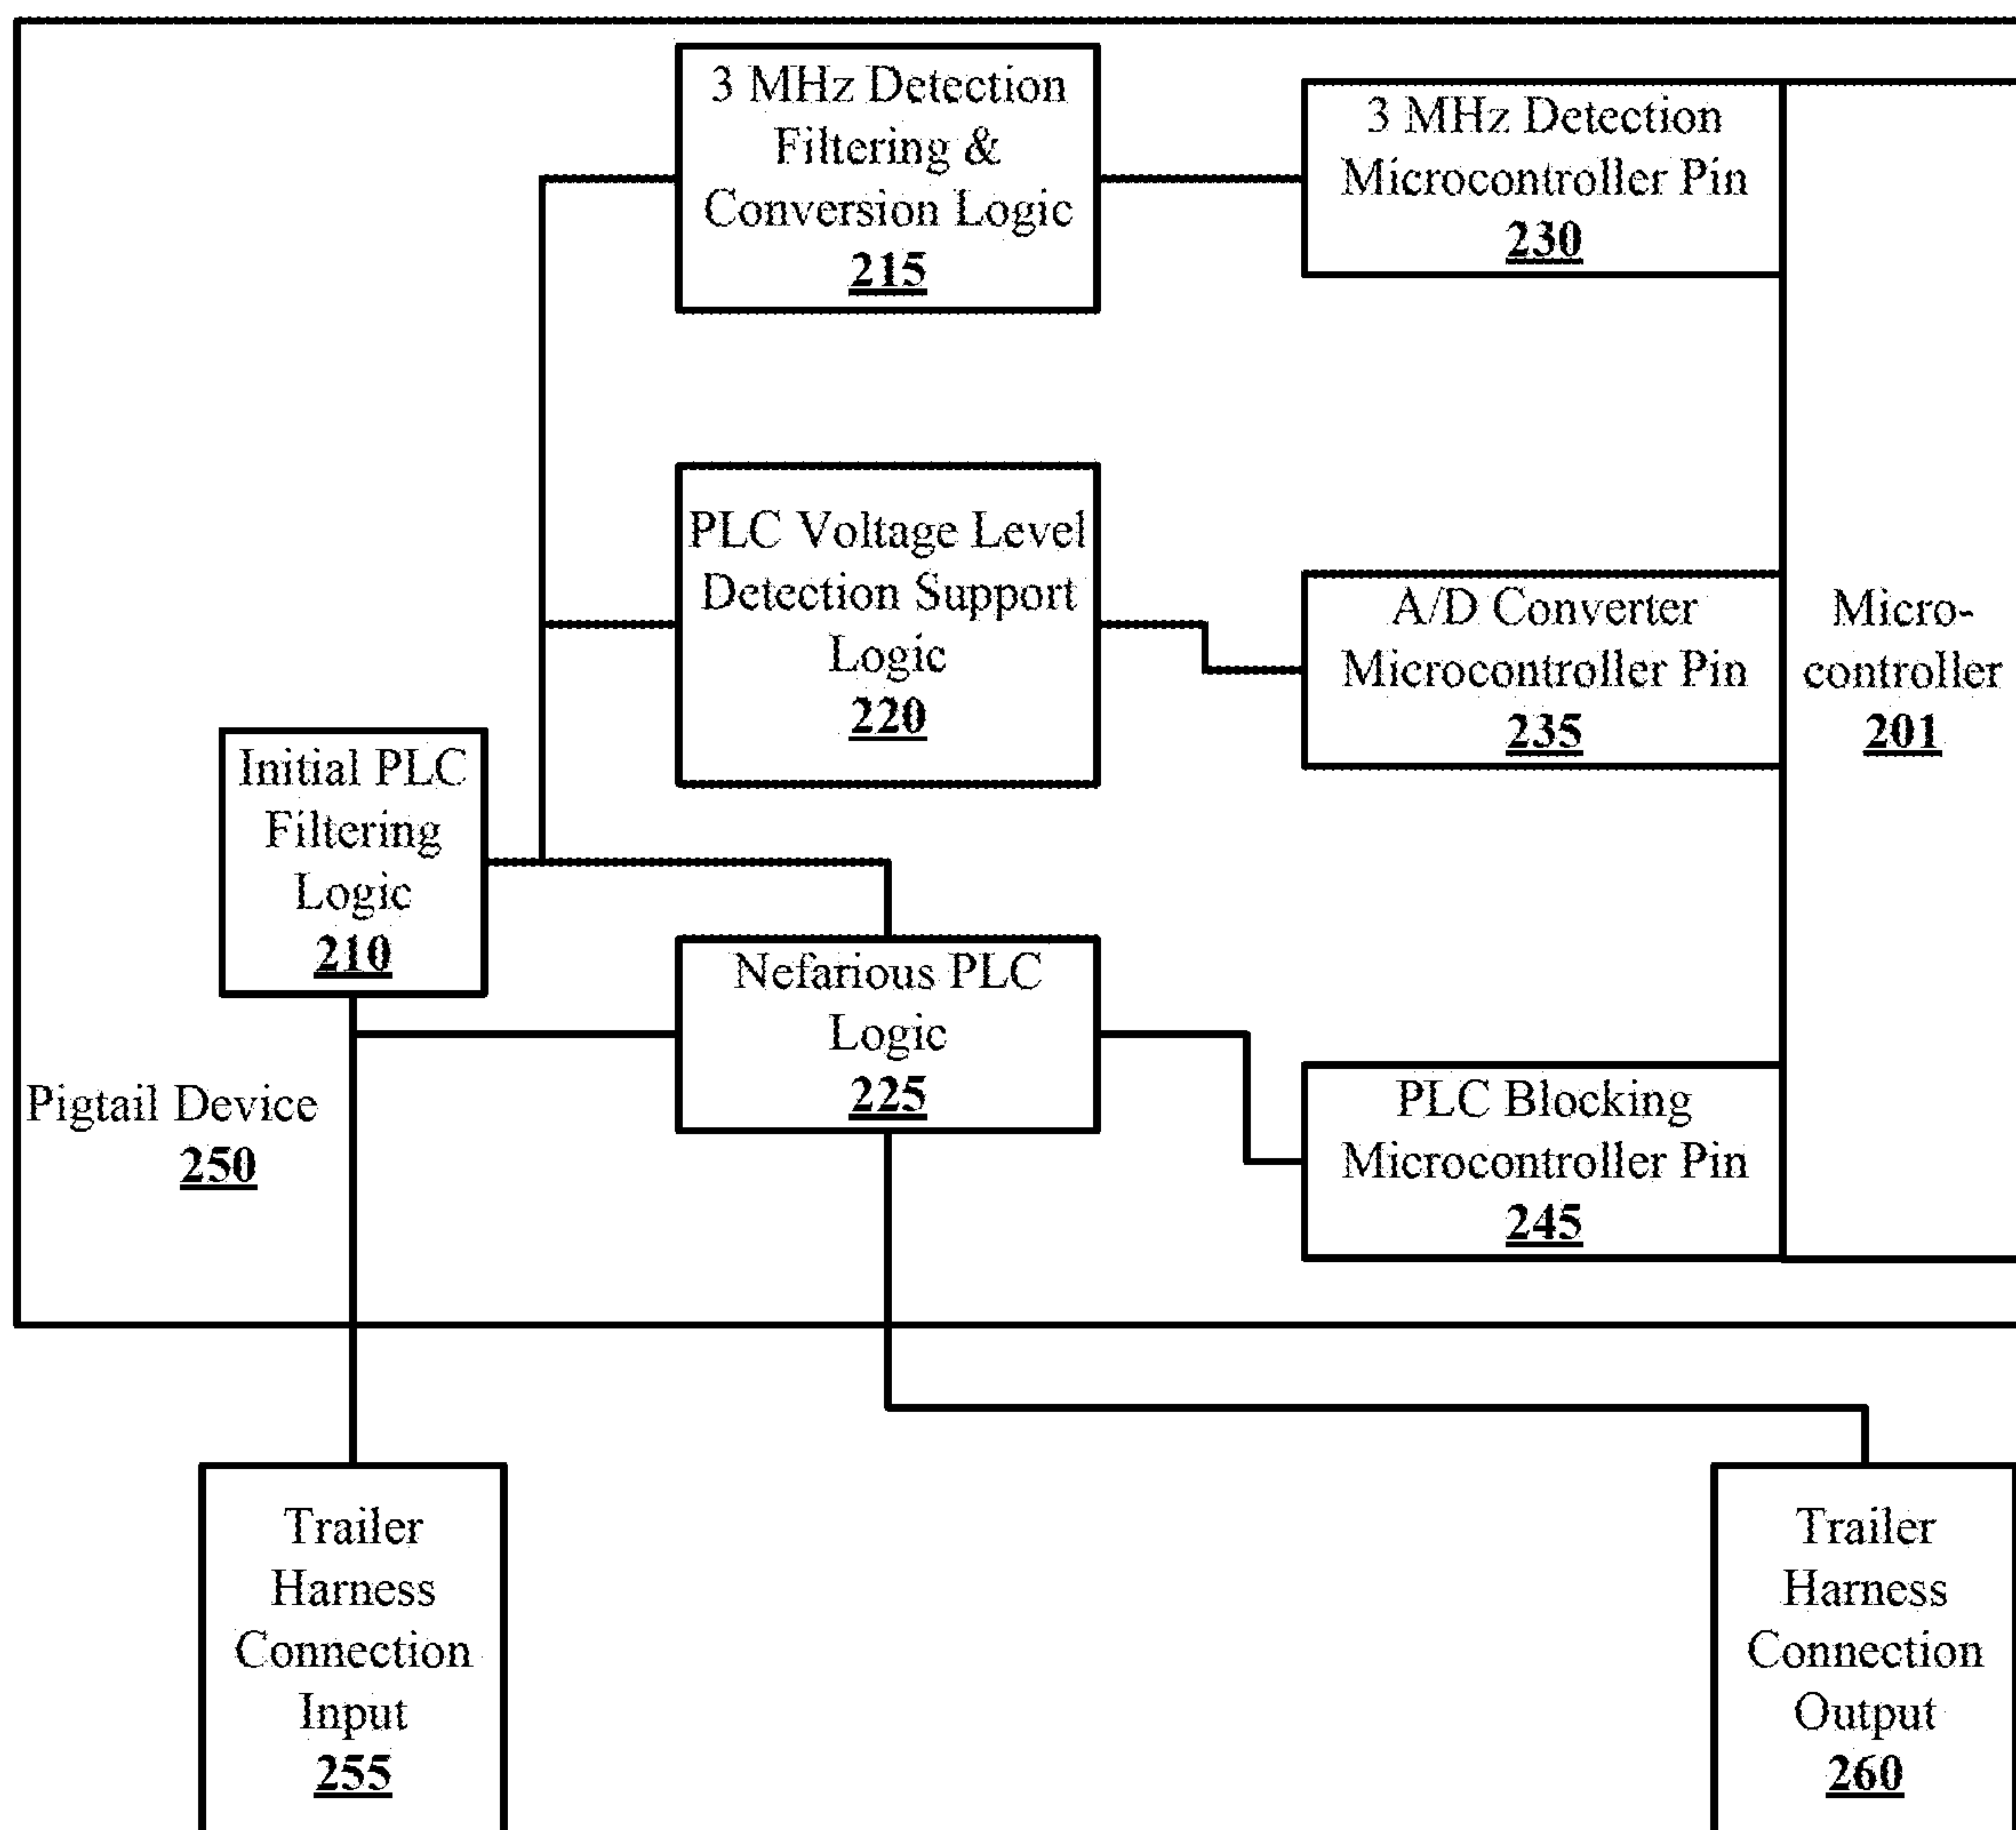 3 MHz Detection
Filtering &
Conversion Logic
215
3 MHz Detection
Microcontroller Pin
230
PLC Voltage Level
Detection Support
Logic
220
A/D Converter
Microcontroller Pin
235
Micro-
controller
201
Initial PLC
Filtering
Logic
210
Nefarious PLC
Logic
225
PLC Blocking
Microcontroller Pin
245
Pigtail Device
250
Trailer
Harness
Connection
Input
255
Trailer
Harness
Connection
Output
260